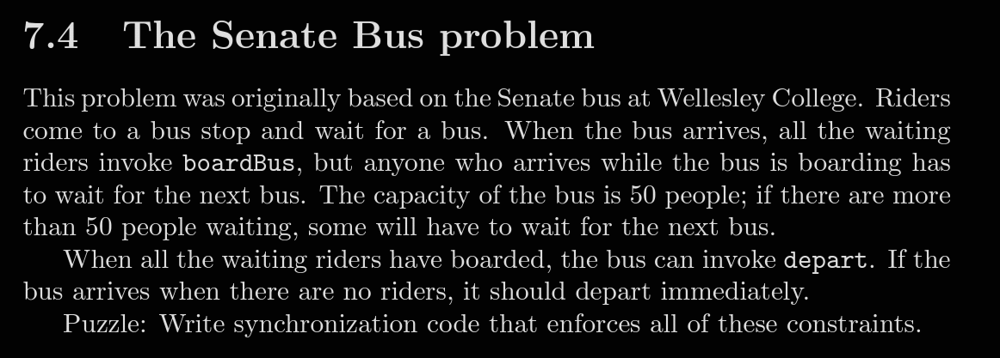 7.4 The Senate Bus problem
This problem was originally based on the Senate bus at Wellesley College. Riders
come to a bus stop and wait for a bus. When the bus arrives, all the waiting
riders invoke boardBus, but anyone who arrives while the bus is boarding has
to wait for the next bus. The capacity of the bus is 50 people; if there are more
than 50 people waiting, some will have to wait for the next bus.
When all the waiting riders have boarded, the bus can invoke depart. If the
bus arrives when there are no riders, it should depart immediately.
Puzzle: Write synchronization code that enforces all of these constraints.